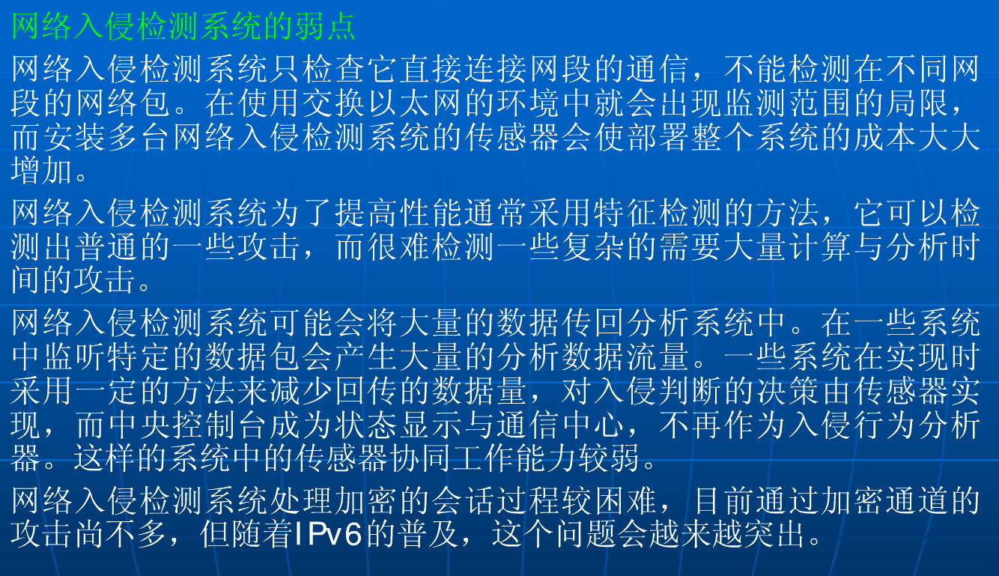 网络入侵检测系统的弱点
网络入侵检测系统只检查它直接连接网段的通信，不能检测在不同网
段的网络包。在使用交换以太网的环境中就会出现监测范围的局限，
而安装多台网络入侵检测系统的传感器会使部署整个系统的成本大大
增加。
网络入侵检测系统为了提高性能通常采用特征检测的方法，它可以检
测出普通的一些攻击，而很难检测一些复杂的需要大量计算与分析时
间的攻击。
网络入侵检测系统可能会将大量的数据传回分析系统中。在一些系统
中监听特定的数据包会产生大量的分析数据流量。一些系统在实现时
采用一定的方法来减少回传的数据量，对入侵判断的决策由传感器实
现，而中央控制台成为状态显示与通信中心，不再作为入侵行为分析
器。这样的系统中的传感器协同工作能力较弱。
网络入侵检测系统处理加密的会话过程较困难，目前通过加密通道的
攻击尚不多，但随着IPv6的普及，这个问题会越来越突出。